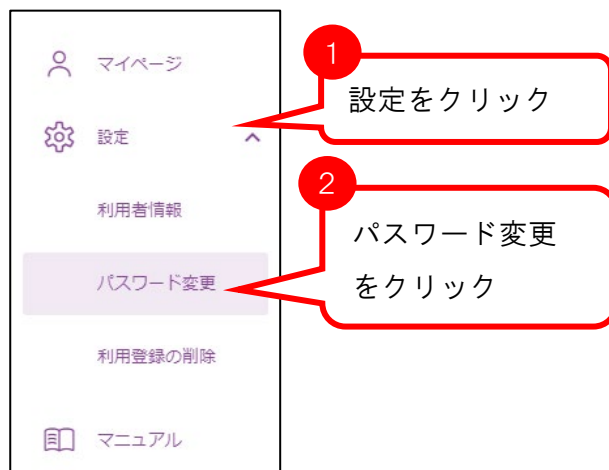 マイページ
1
設定をクリック
設定
2
利用者情報
パスワード変更
をクリック
パスワード変更
利用登録の削除
マニュアル